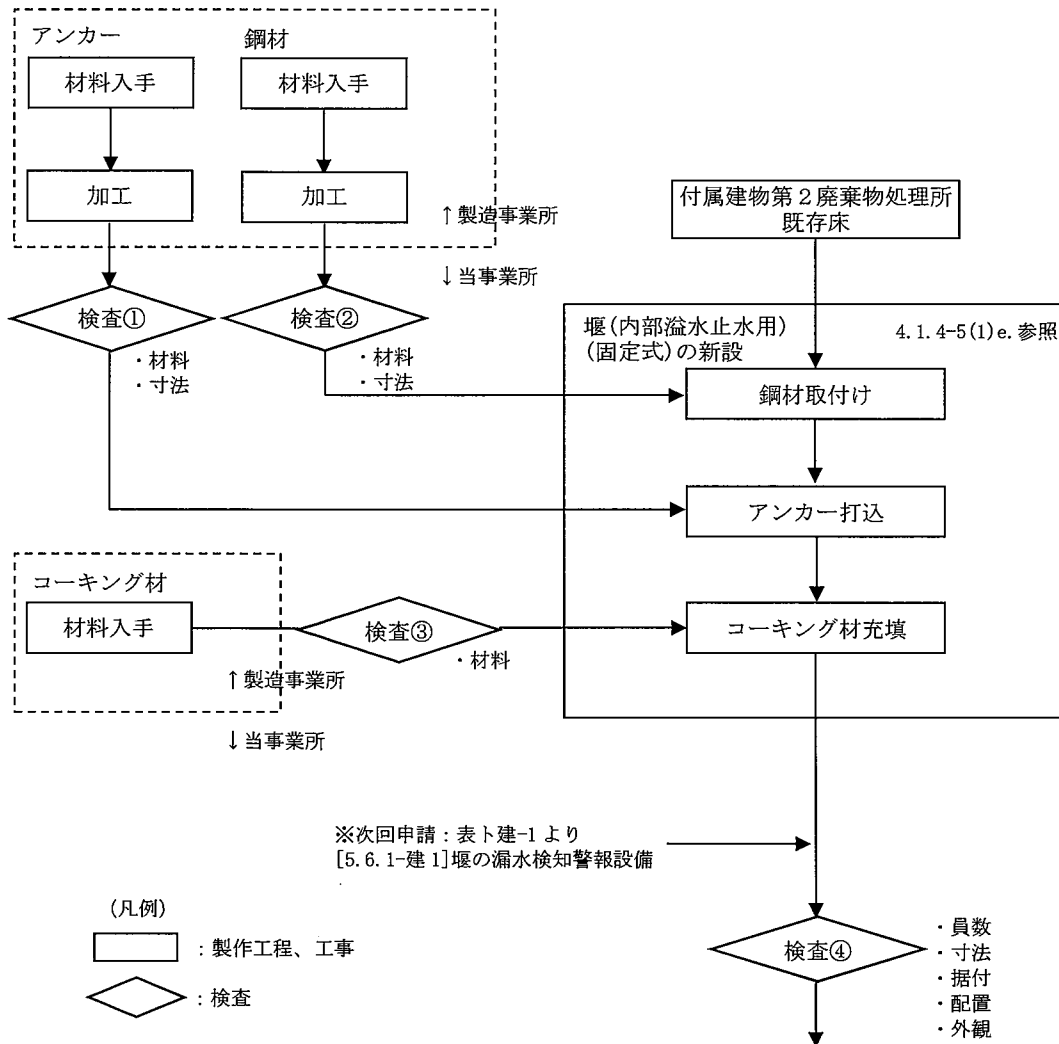 アンカー
鋼材
材料入手
材料入手
加工
加工
↑製造事業所
↓当事業所
付属建物第２廃棄物処理所
既存床
検査①
・材料
・寸法
検査②
・材料
・寸法
堰(内部溢水止水用)
(固定式)の新設
4.1.4-5(1)e.参照
鋼材取付け
アンカー打込
コーキング材
材料入手
検査③
・材料
コーキング材充填
↑製造事業所
↓当事業所
※次回申請：表ト建-1 より
[5.6.1-建 1]堰の漏水検知警報設備
検査④
・員数
・寸法
・据付
・配置
・外観
(凡例)
：製作工程、工事
：検査